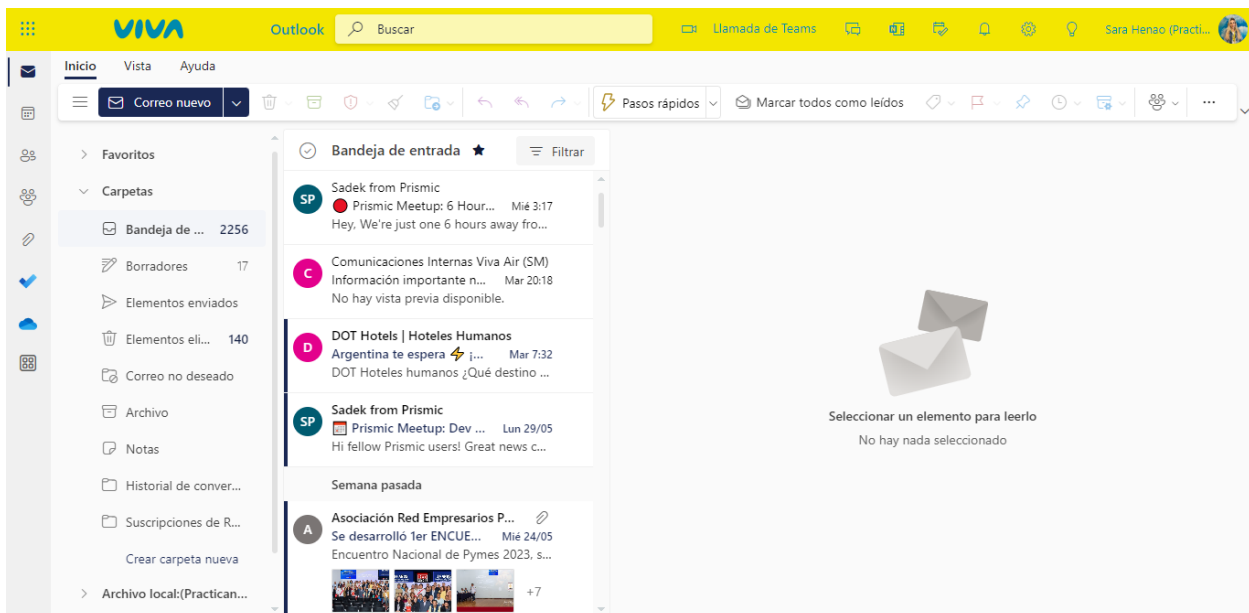 VIVA
Outlook
Buscar
Llamada de Teams
Sara Henao (Practi...
Inicio Vista Ayuda
Correo nuevo
Pasos rápidos
Marcar todos como leídos
Favoritos
Carpetas
Bandeja de ... 2256
Borradores 17
Elementos enviados
Elementos eli... 140
Correo no deseado
Archivo
Notas
Historial de conver...
Suscripciones de R...
Crear carpeta nueva
Archivo local:(Practican...
Bandeja de entrada
Filtrar
SP
Sadek from Prismic
Prismic Meetup: 6 Hour... Mié 3:17
Hey, We're just one 6 hours away fro...
C
Comunicaciones Internas Viva Air (SM)
Información importante n... Mar 20:18
No hay vista previa disponible.
D
DOT Hotels | Hoteles Humanos
Argentina te espera ⚡ ¡... Mar 7:32
DOT Hoteles humanos ¿Qué destino ...
SP
Sadek from Prismic
Prismic Meetup: Dev ... Lun 29/05
Hi fellow Prismic users! Great news c...
Semana pasada
A
Asociación Red Empresarios P...
Se desarrolló 1er ENCUE... Mié 24/05
Encuentro Nacional de Pymes 2023, s...
+7
Seleccionar un elemento para leerlo
No hay nada seleccionado